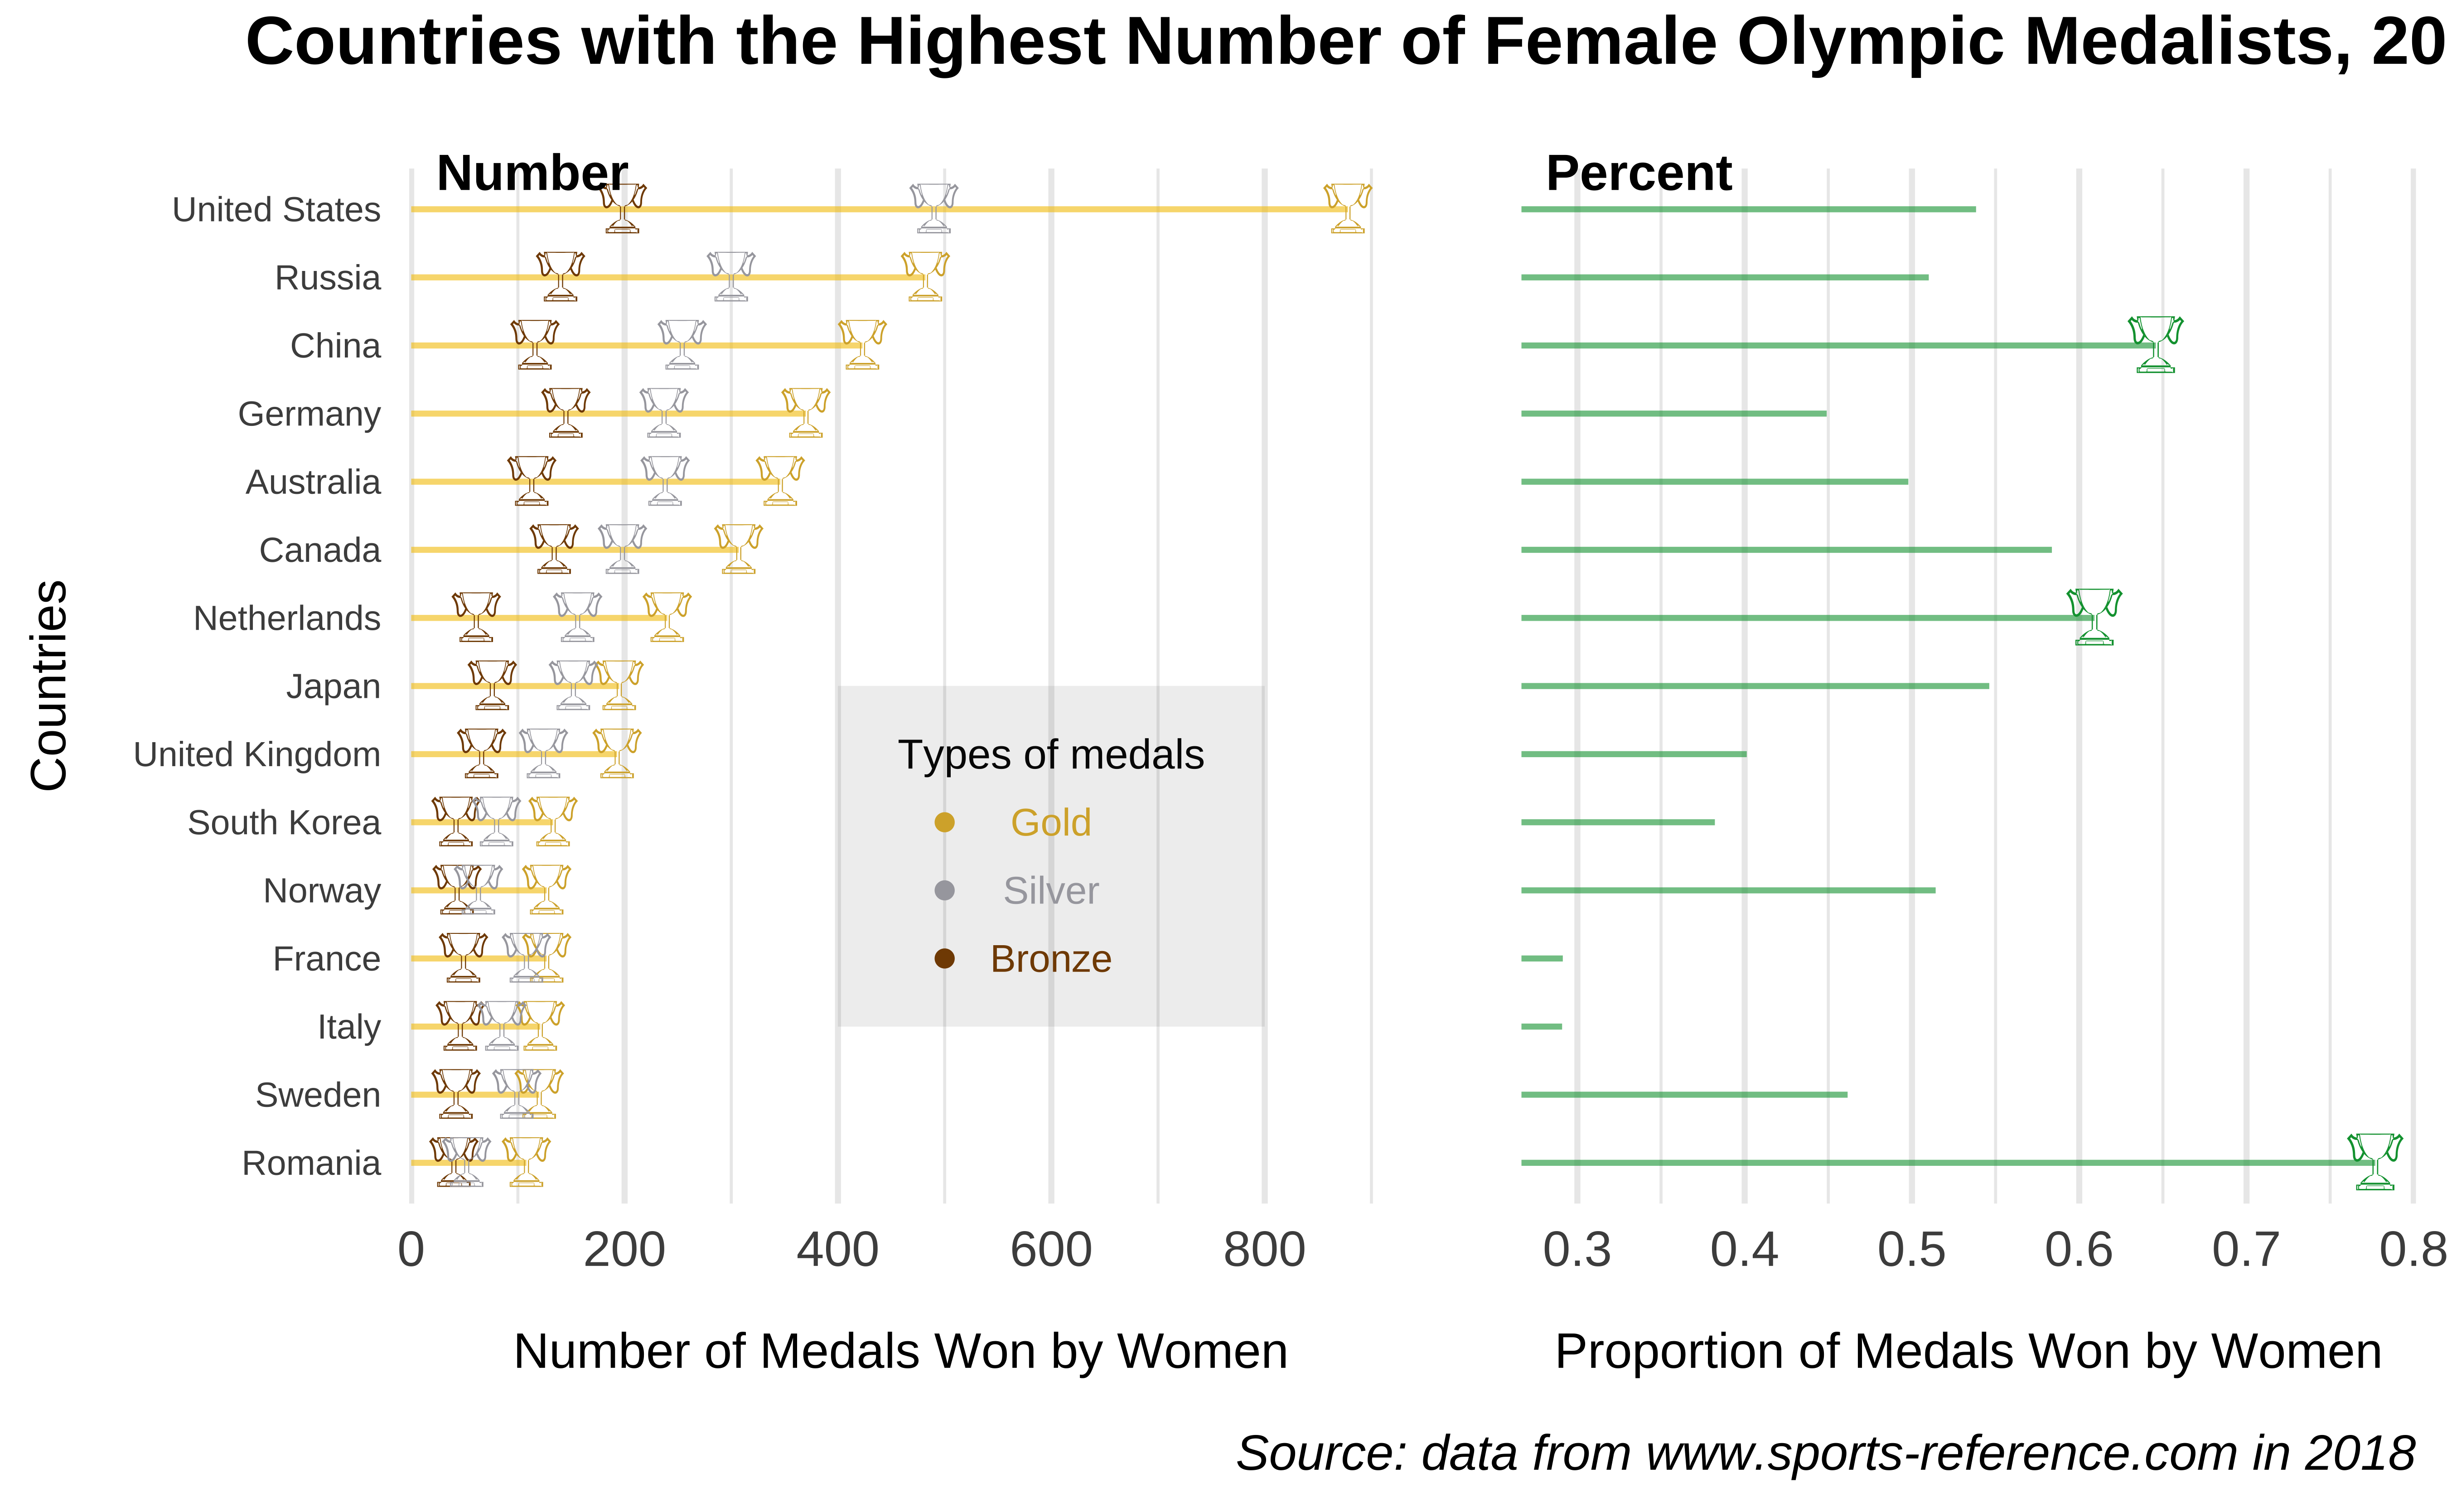 Countries with the Highest Number of Female Olympic Medalists, 20
Number
Percent
United States
Russia
China
Germany
Australia
Canada
Netherlands
Japan
United Kingdom
South Korea
Norway
France
Italy
Sweden
Romania
Countries
Types of medals
Gold
Silver
Bronze
0 200 400 600 800
0.3 0.4 0.5 0.6 0.7 0.8
Number of Medals Won by Women
Proportion of Medals Won by Women
Source: data from www.sports-reference.com in 2018